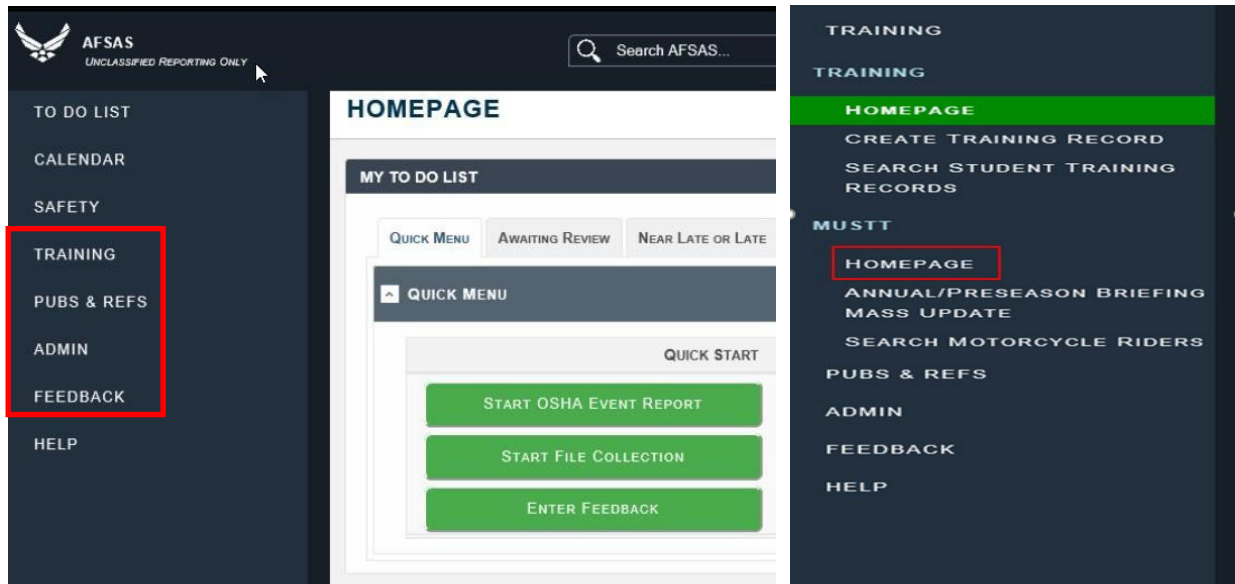 AFSAS
UNCLASSIFIED REPORTING ONLY
Search AFSAS...
TO DO LIST
CALENDAR
SAFETY
TRAINING
PUBS & REFS
ADMIN
FEEDBACK
HELP
HOMEPAGE
MY TO DO LIST
QUICK MENU
AWAITING REVIEW
NEAR LATE OR LATE
QUICK MENU
QUICK START
START OSHA EVENT REPORT
START FILE COLLECTION
ENTER FEEDBACK
TRAINING
TRAINING
HOMEPAGE
CREATE TRAINING RECORD
SEARCH STUDENT TRAINING
RECORDS
MUSTT
HOMEPAGE
ANNUAL/PRESEASON BRIEFING
MASS UPDATE
SEARCH MOTORCYCLE RIDERS
PUBS & REFS
ADMIN
FEEDBACK
HELP